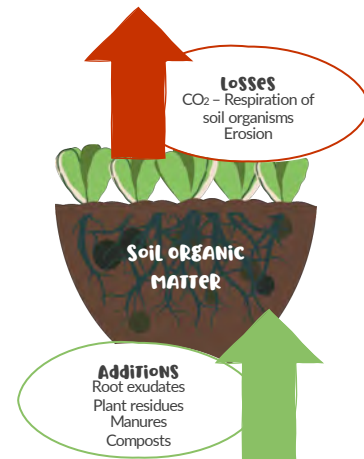 Losses
CO₂ – Respiration of
soil organisms
Erosion
Soil organic
matter
Additions
Root exudates
Plant residues
Manures
Composts